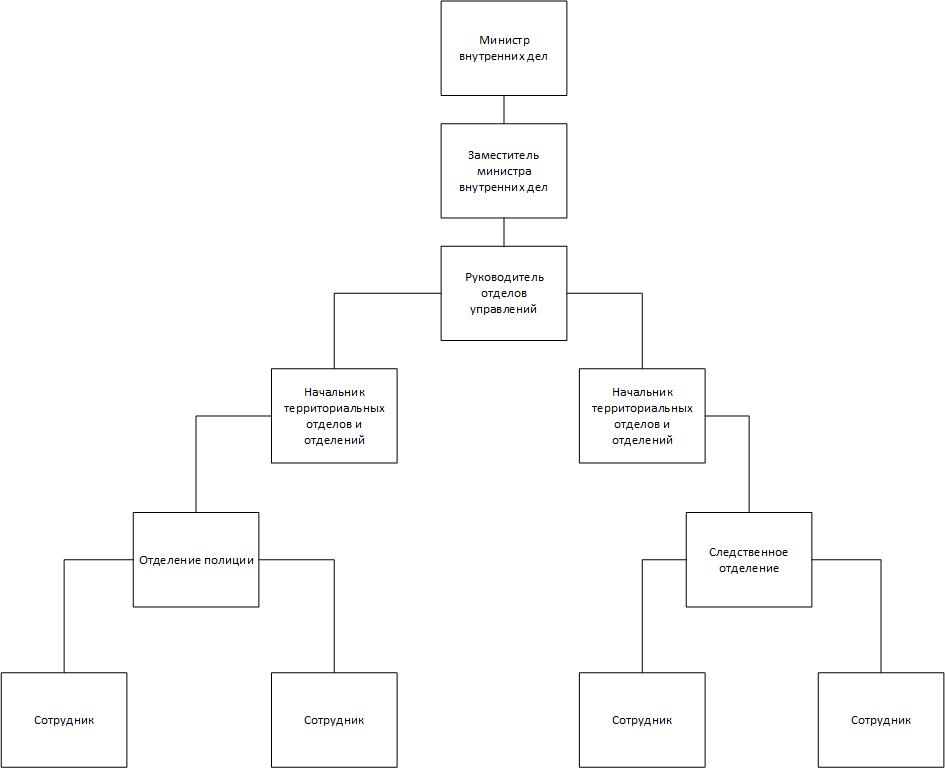 Министр
внутренних дел
Заместитель
министра
внутренних дел
Руководитель
отделов
управлений
Начальник
территориальных
отделов и
отделений
Начальник
территориальных
отделов и
отделений
Отделение полиции
Следственное
отделение
Сотрудник
Сотрудник
Сотрудник
Сотрудник